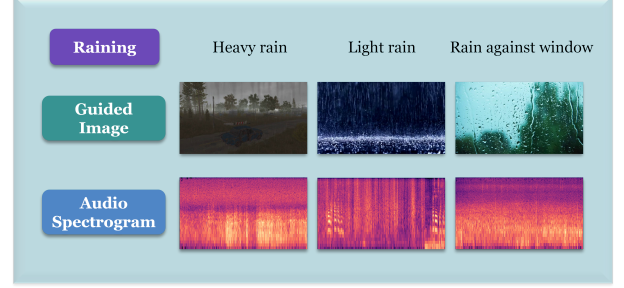 Raining
Heavy rain
Light rain
Rain against window
Guided
Image
Audio
Spectrogram